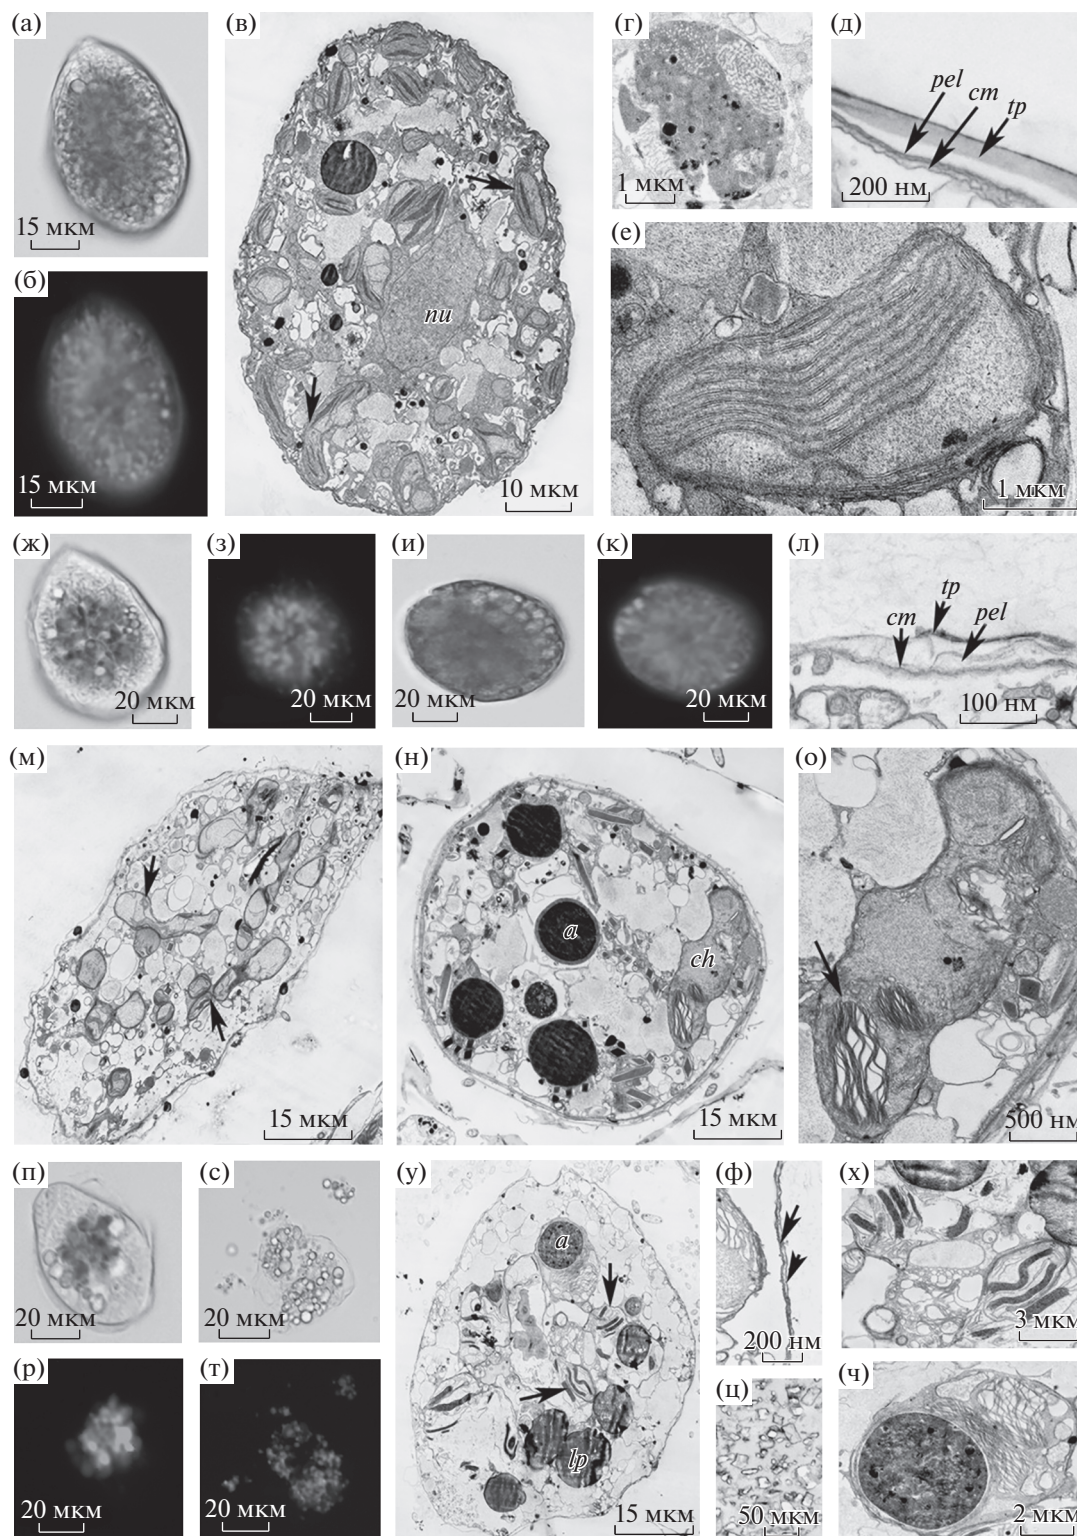 (а)
15 мкм
(б)
15 мкм
(в)
nu
10 мкм
(г)
1 мкм
(д)
pel
cm
tp
200 нм
(е)
1 мкм
(ж)
20 мкм
(з)
20 мкм
(и)
20 мкм
(к)
20 мкм
(л)
tp
cm
pel
100 нм
(м)
15 мкм
(н)
a
ch
15 мкм
(о)
500 нм
(п)
20 мкм
(с)
20 мкм
(р)
20 мкм
(т)
20 мкм
(у)
a
lp
15 мкм
(ф)
200 нм
(х)
3 мкм
(ц)
50 мкм
(ч)
2 мкм